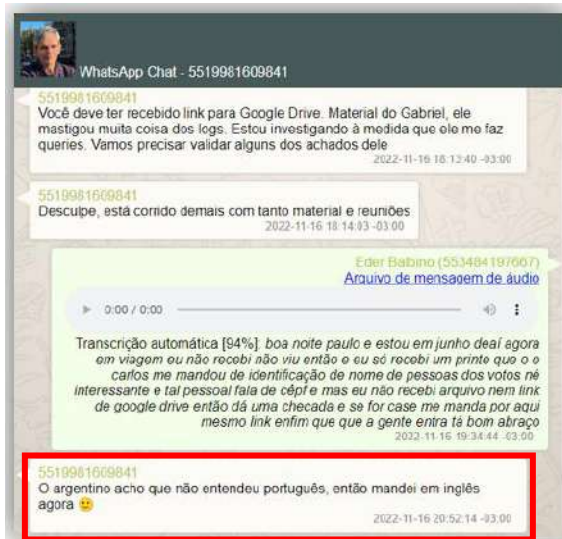 WhatsApp Chat - 5519981609841
5519981609841
Você deve ter recebido link para Google Drive. Material do Gabriel, ele
mastigou muita coisa dos logs. Estou investigando à medida que ele me faz
queries. Vamos precisar validar alguns dos achados dele
2022-11-16 18:13:40 -03:00
5519981609841
Desculpe, está corrido demais com tanto material e reuniões
2022-11-16 18:14:03 -03:00
Eder Balbino (553484197667)
Arquivo de mensagem de áudio
0:00 / 0:00
Transcrição automática [94%]: boa noite paulo e estou em junho deaí agora
em viagem eu não recebi não viu então e eu só recebi um printe que o o
carlos me mandou de identificação de nome de pessoas dos votos né
interessante e tal pessoal fala de cêpf e mas eu não recebi arquivo nem link
de google drive então dá uma checada e se for case me manda por aqui
mesmo link enfim que que a gente entra tá bom abraço
2022-11-16 19:34:44 -03:00
5519981609841
O argentino acho que não entendeu português, então mandei em inglês
agora 🙂
2022-11-16 20:52:14 -03:00